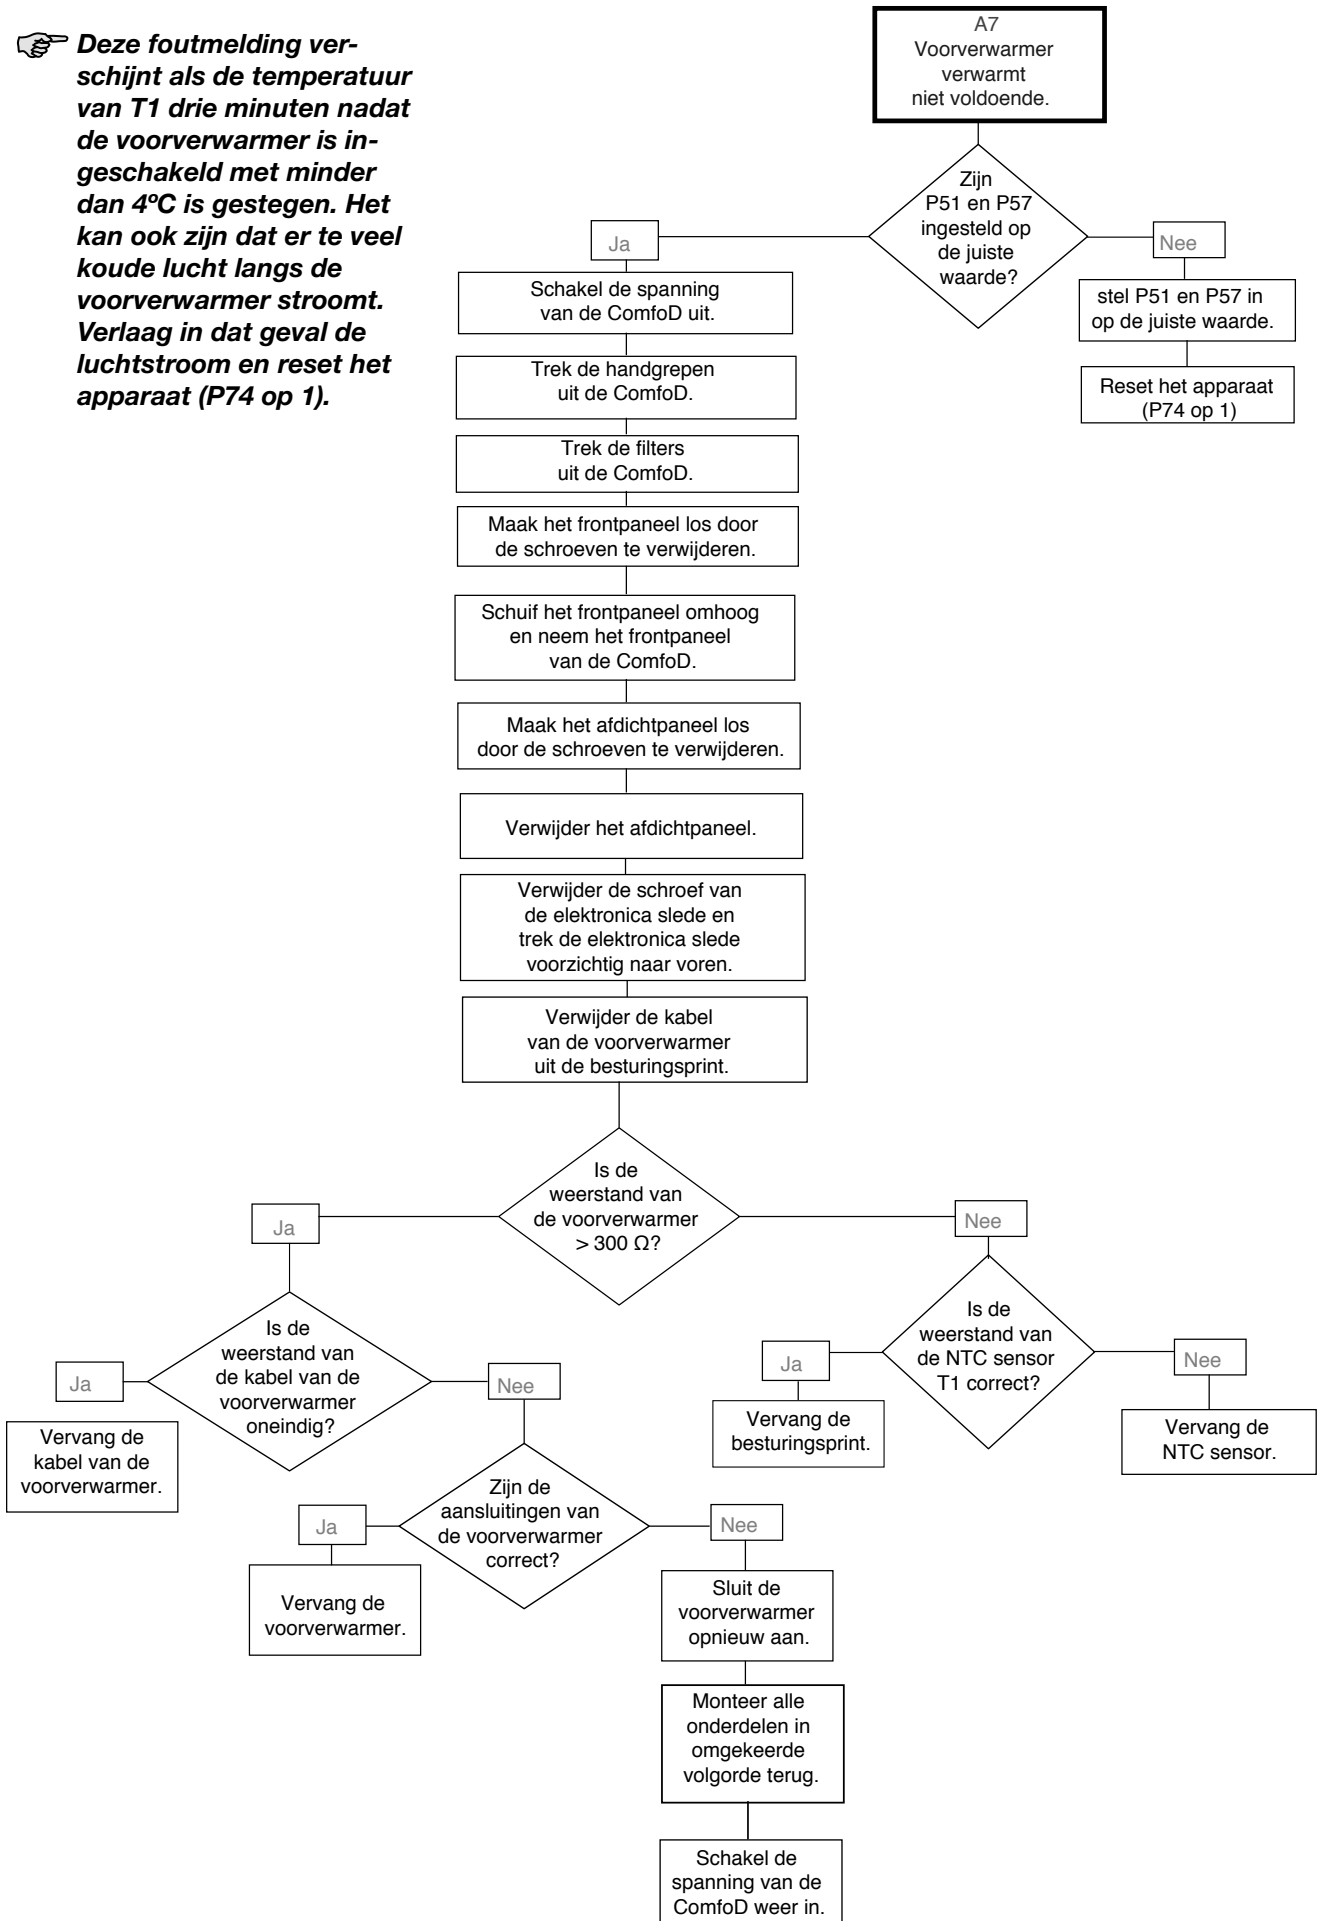 Deze foutmelding ver-
schijnt als de temperatuur
van T1 drie minuten nadat
de voorverwarmer is in-
geschakeld met minder
dan 4ºC is gestegen. Het
kan ook zijn dat er te veel
koude lucht langs de
voorverwarmer stroomt.
Verlaag in dat geval de
luchtstroom en reset het
apparaat (P74 op 1).
A7
Voorverwarmer
verwarmt
niet voldoende.
Zijn
P51 en P57
ingesteld op
de juiste
waarde?
Ja
Nee
Schakel de spanning
van de ComfoD uit.
stel P51 en P57 in
op de juiste waarde.
Trek de handgrepen
uit de ComfoD.
Reset het apparaat
(P74 op 1)
Trek de filters
uit de ComfoD.
Maak het frontpaneel los door
de schroeven te verwijderen.
Schuif het frontpaneel omhoog
en neem het frontpaneel
van de ComfoD.
Maak het afdichtpaneel los
door de schroeven te verwijderen.
Verwijder het afdichtpaneel.
Verwijder de schroef van
de elektronica slede en
trek de elektronica slede
voorzichtig naar voren.
Verwijder de kabel
van de voorverwarmer
uit de besturingsprint.
Is de
weerstand van
de voorverwarmer
> 300 Ω?
Ja
Nee
Is de
weerstand van
de kabel van de
voorverwarmer
oneindig?
Ja
Nee
Vervang de
kabel van de
voorverwarmer.
Is de
weerstand van
de NTC sensor
T1 correct?
Ja
Nee
Vervang de
besturingsprint.
Vervang de
NTC sensor.
Zijn de
aansluitingen van
de voorverwarmer
correct?
Ja
Nee
Vervang de
voorverwarmer.
Sluit de
voorverwarmer
opnieuw aan.
Monteer alle
onderdelen in
omgekeerde
volgorde terug.
Schakel de
spanning van de
ComfoD weer in.